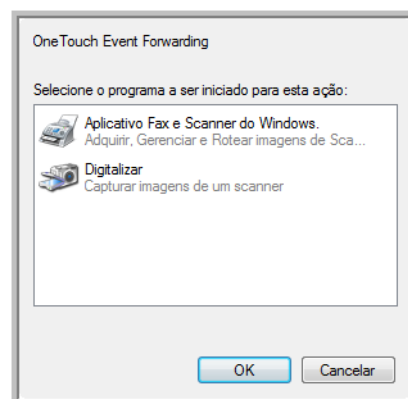 OneTouch Event Forwarding
Selecione o programa a ser iniciado para esta ação:
Aplicativo Fax e Scanner do Windows.
Adquirir, Gerenciar e Rotear imagens de Sca...
Digitalizar
Capturar imagens de um scanner
OK
Cancelar